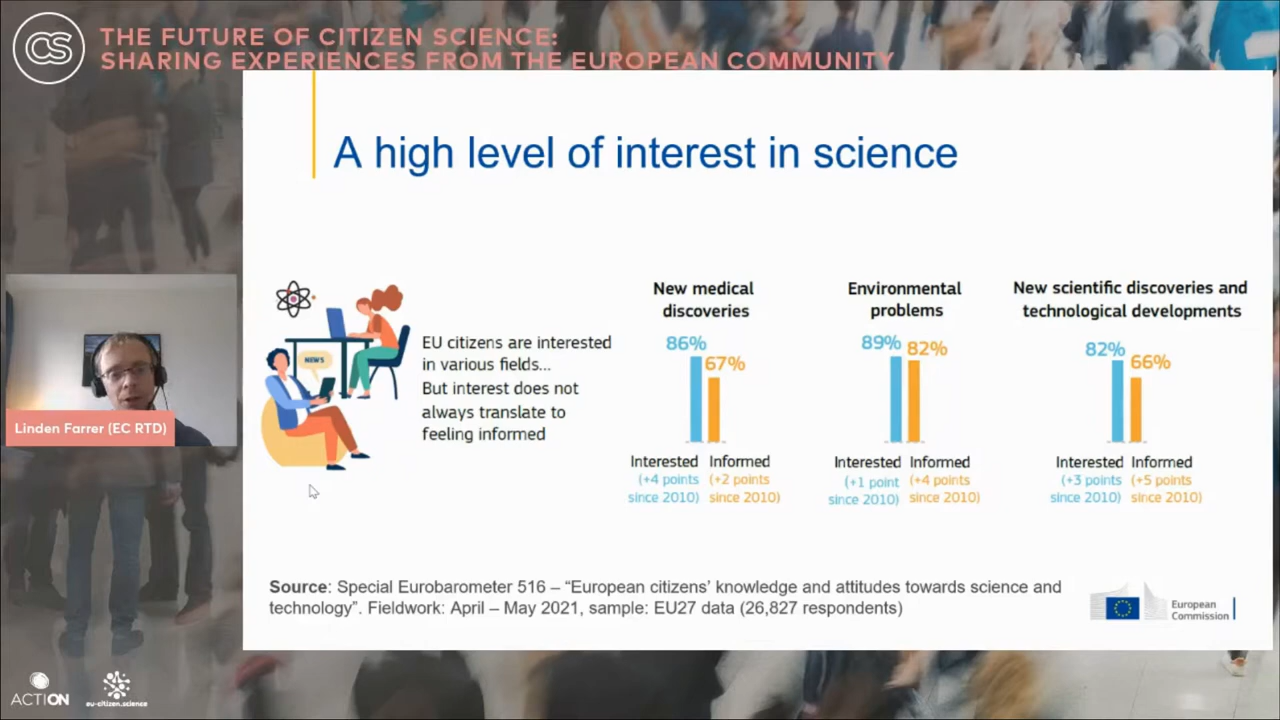 CS
THE FUTURE OF CITIZEN SCIENCE:
SHARING EXPERIENCES FROM THE EUROPEAN COMMUNITY
A high level of interest in science
NEWS
EU citizens are interested
in various fields...
But interest does not
always translate to
feeling informed
New medical
discoveries
86% 67%
Interested Informed
(+4 points (+2 points
since 2010) since 2010)
Environmental
problems
89% 82%
Interested Informed
(+1 point (+4 points
since 2010) since 2010)
New scientific discoveries and
technological developments
82% 66%
Interested Informed
(+3 points (+5 points
since 2010) since 2010)
Linden Farrer (EC RTD)
Source: Special Eurobarometer 516 – “European citizens’ knowledge and attitudes towards science and
technology”. Fieldwork: April – May 2021, sample: EU27 data (26,827 respondents)
European
Commission
ACTION
eu-citizen.science